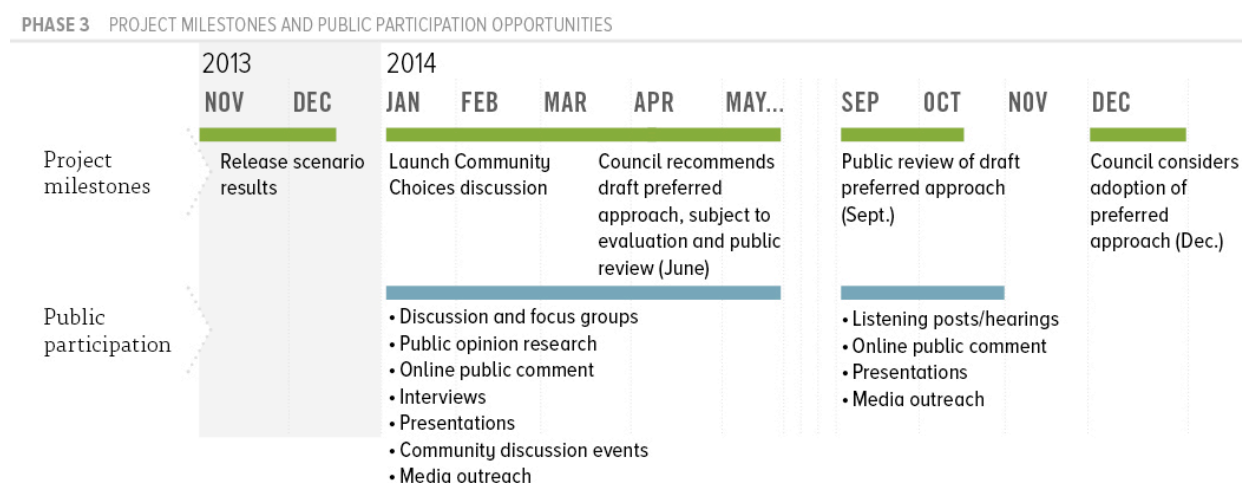 PHASE 3 PROJECT MILESTONES AND PUBLIC PARTICIPATION OPPORTUNITIES
2013 2014
NOV DEC JAN FEB MAR APR MAY... SEP OCT NOV DEC
Project
milestones
Release scenario
results
Launch Community
Choices discussion
Council recommends
draft preferred
approach, subject to
evaluation and public
review (June)
Public review of draft
preferred approach
(Sept.)
Council considers
adoption of
preferred
approach (Dec.)
Public
participation
• Discussion and focus groups
• Public opinion research
• Online public comment
• Interviews
• Presentations
• Community discussion events
• Media outreach
• Listening posts/hearings
• Online public comment
• Presentations
• Media outreach